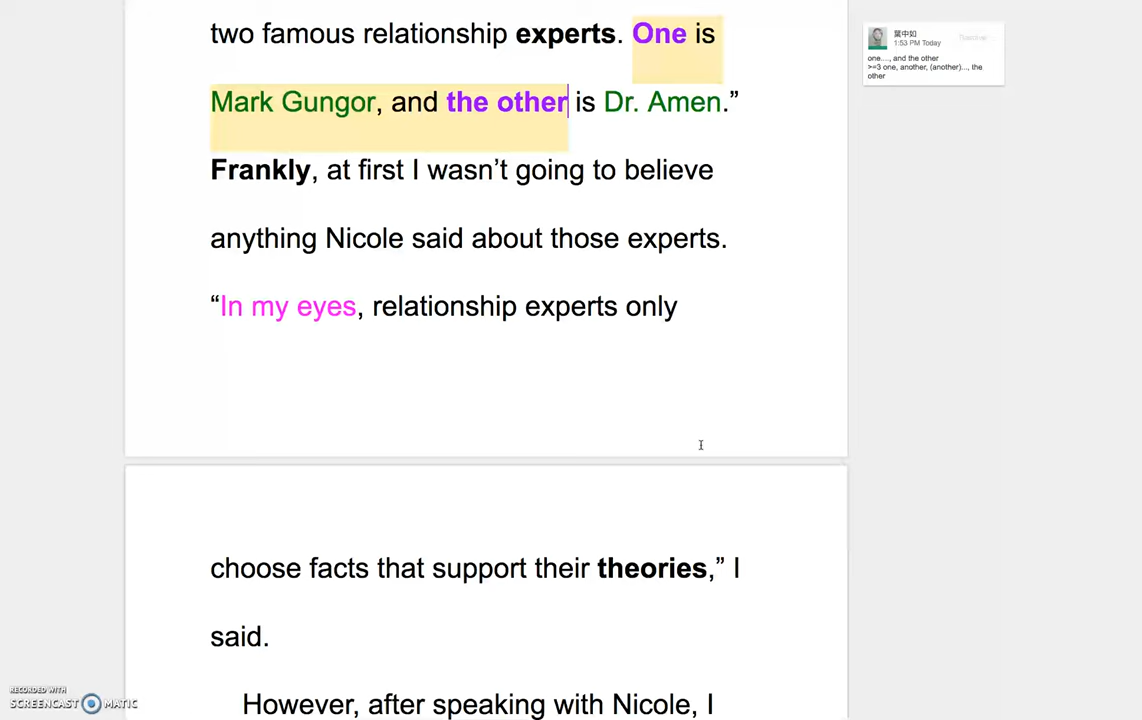 two famous relationship experts. One is
Mark Gungor, and the other is Dr. Amen.”
Frankly, at first I wasn’t going to believe
anything Nicole said about those experts.
“In my eyes, relationship experts only
choose facts that support their theories,” I
said.
However, after speaking with Nicole, I
葉中如
1:53 PM Today
one...., and the other
>=3 one, another, (another)..., the
other
RECORDED WITH
SCREENCAST MATIC